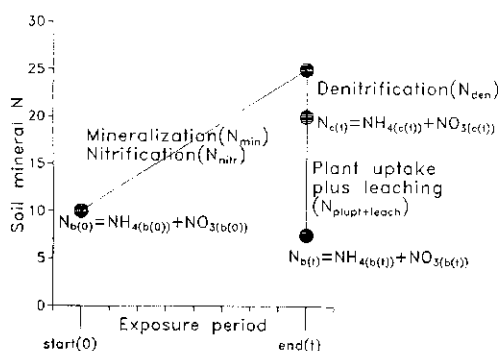 Soil mineral N
30
25
20
15
10
5
0
Mineralization(N_min)
Nitrification(N_nitr)
Denitrification(N_den)
N_c(t)=NH_4(c(t))+NO_3(c(t))
Plant uptake
plus leaching
(N_plupt+leach)
N_b(0)=NH_4(b(0))+NO_3(b(0))
N_b(t)=NH_4(b(t))+NO_3(b(t))
start(0)
Exposure period
end(t)